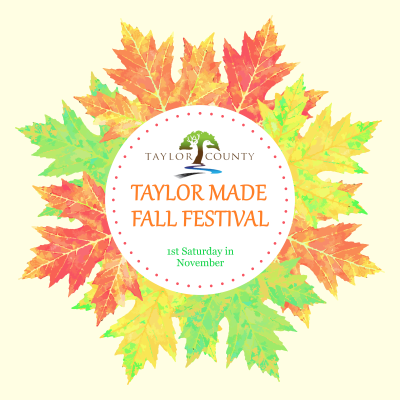 TAYLOR COUNTY
TAYLOR MADE
FALL FESTIVAL
1st Saturday in
November